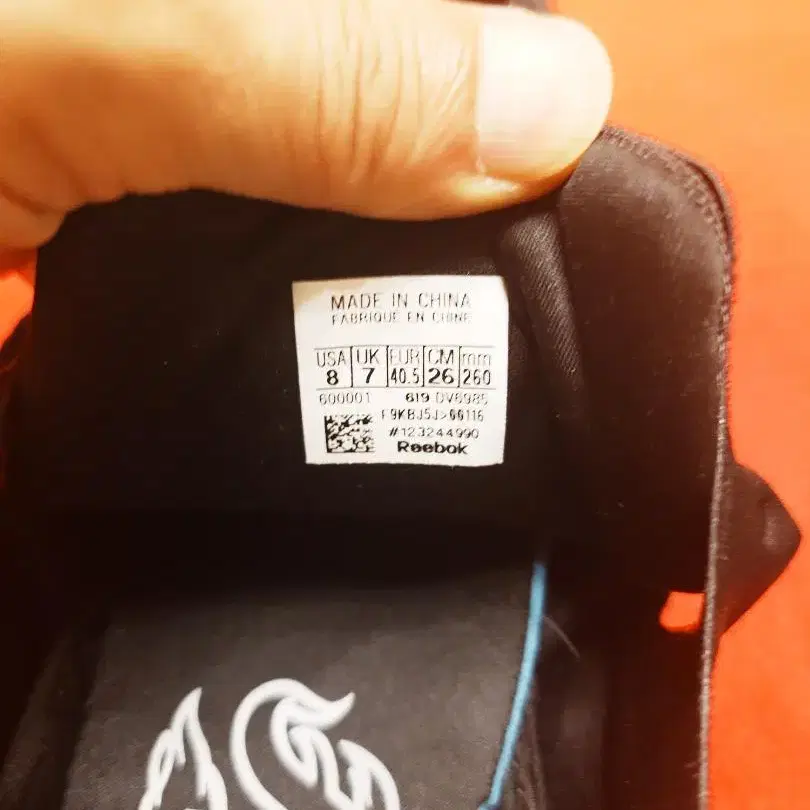 MADE IN CHINA
FABRIQUÉ EN CHINE
USA UK EUR CM mm
8 7 40.5 26 260
600001 619 DV6985
F9KBJ5J>00116
#123244990
Reebok